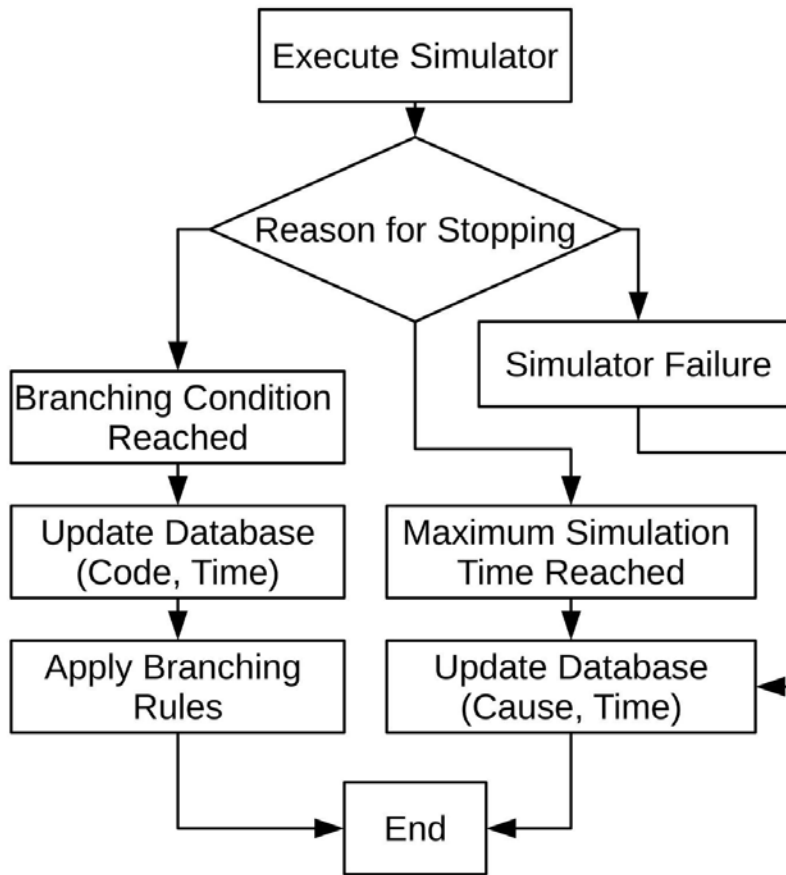 Execute Simulator
Reason for Stopping
Simulator Failure
Branching Condition
Reached
Update Database
(Code, Time)
Maximum Simulation
Time Reached
Apply Branching
Rules
Update Database
(Cause, Time)
End